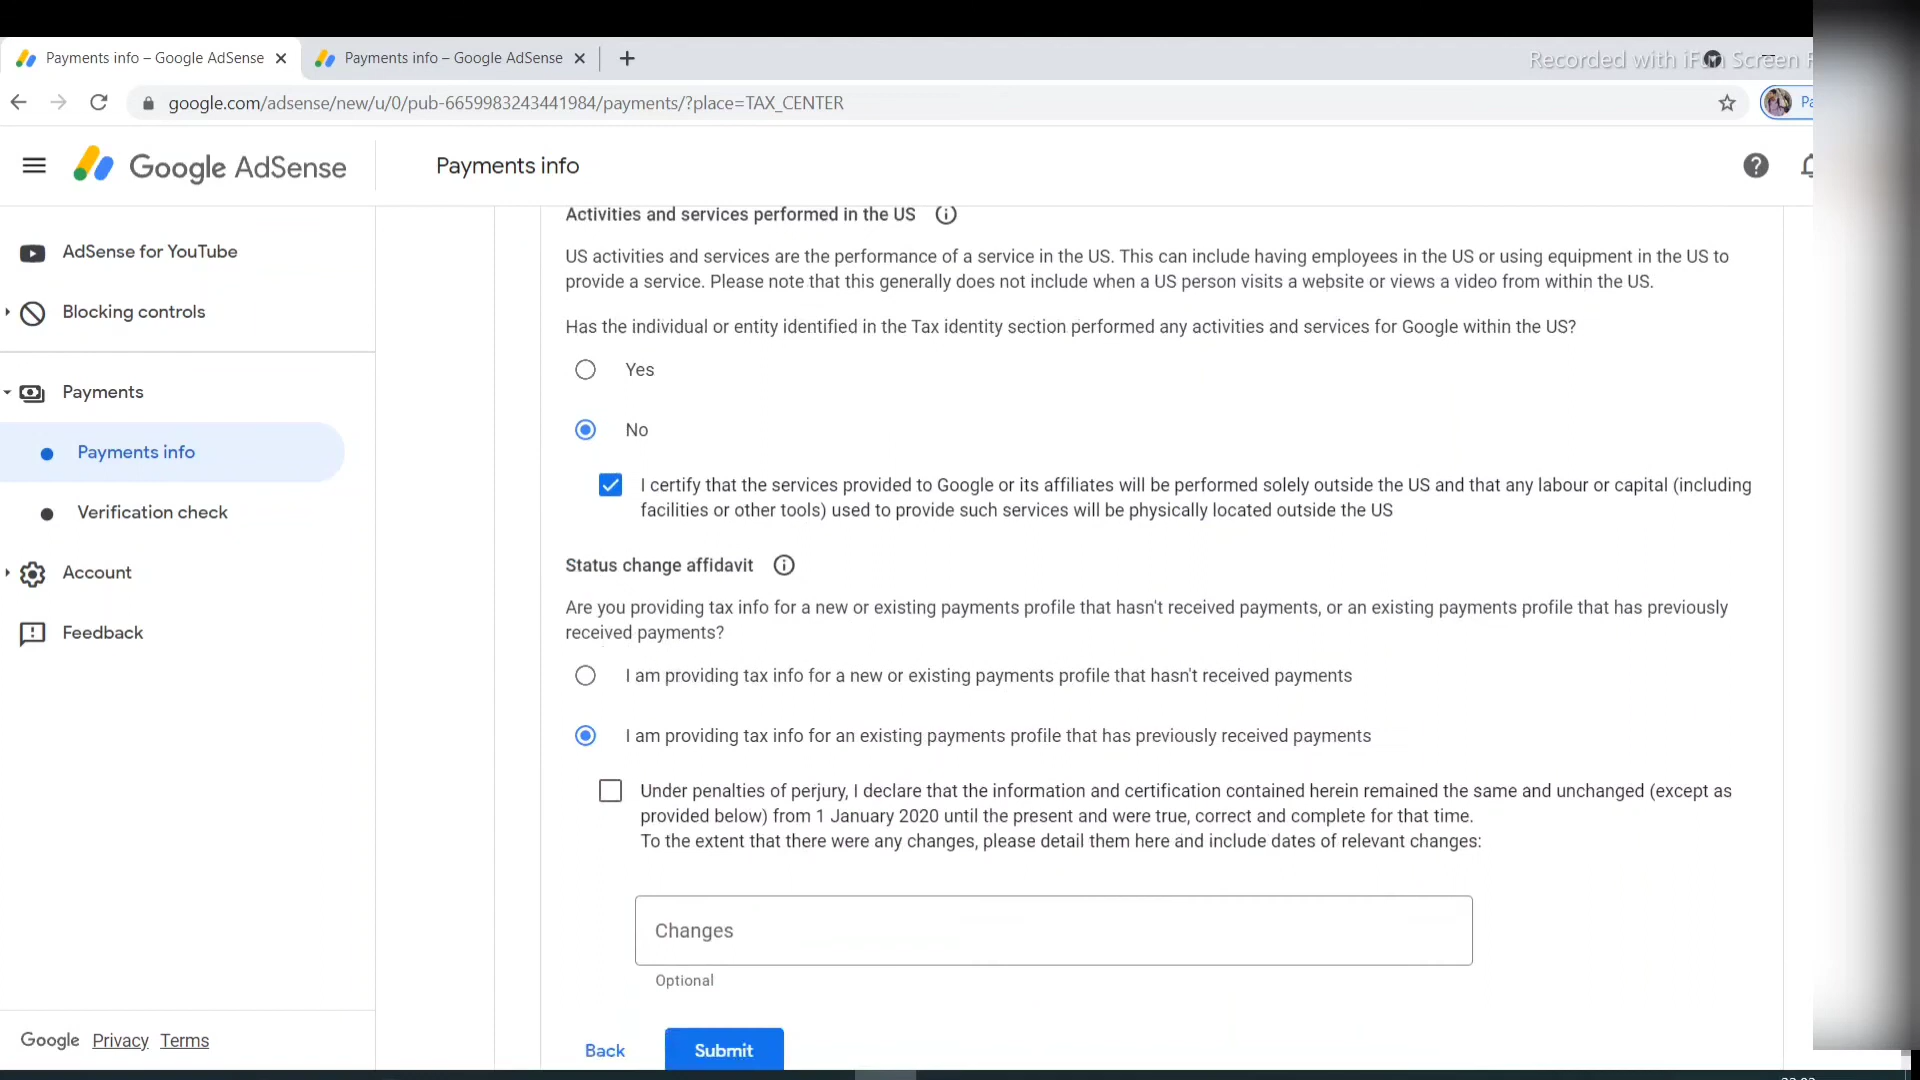 Payments info – Google AdSense
Payments info – Google AdSense
Recorded with iFun Screen
google.com/adsense/new/u/0/pub-6659983243441984/payments/?place=TAX_CENTER
Google AdSense
Payments info
Activities and services performed in the US
AdSense for YouTube
US activities and services are the performance of a service in the US. This can include having employees in the US or using equipment in the US to
provide a service. Please note that this generally does not include when a US person visits a website or views a video from within the US.
Blocking controls
Has the individual or entity identified in the Tax identity section performed any activities and services for Google within the US?
Yes
Payments
No
Payments info
I certify that the services provided to Google or its affiliates will be performed solely outside the US and that any labour or capital (including
facilities or other tools) used to provide such services will be physically located outside the US
Verification check
Status change affidavit
Account
Are you providing tax info for a new or existing payments profile that hasn't received payments, or an existing payments profile that has previously
received payments?
Feedback
I am providing tax info for a new or existing payments profile that hasn't received payments
I am providing tax info for an existing payments profile that has previously received payments
Under penalties of perjury, I declare that the information and certification contained herein remained the same and unchanged (except as
provided below) from 1 January 2020 until the present and were true, correct and complete for that time.
To the extent that there were any changes, please detail them here and include dates of relevant changes:
Changes
Optional
Google Privacy Terms
Back
Submit